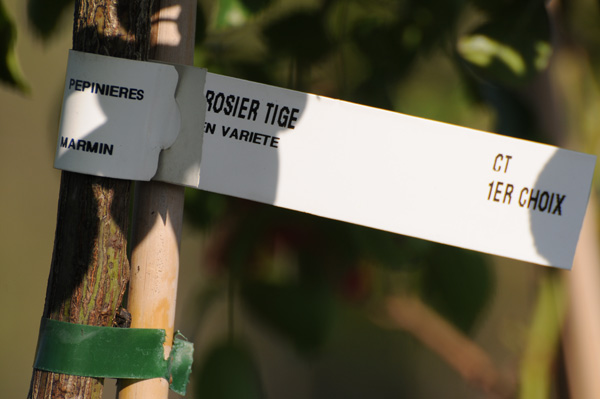 PEPINIERES
MARMIN
ROSIER TIGE
EN VARIETE
CT
1ER CHOIX